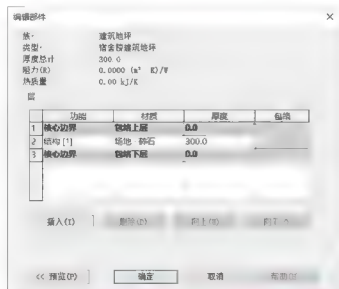 编辑部件
族： 建筑地坪
类型： 宿舍楼建筑地坪
厚度总计 300.0
阻力(R) 0.0000 (m² K)/W
热质量 0.00 kJ/K
层
功能 材质 厚度 包络
1 核心边界 包络上层 0.0
2 结构 [1] 场地 碎石 300.0
3 核心边界 包络下层 0.0
插入(I) 删除(D) 向上(U)
<< 预览(P) 确定 取消 帮助(H)